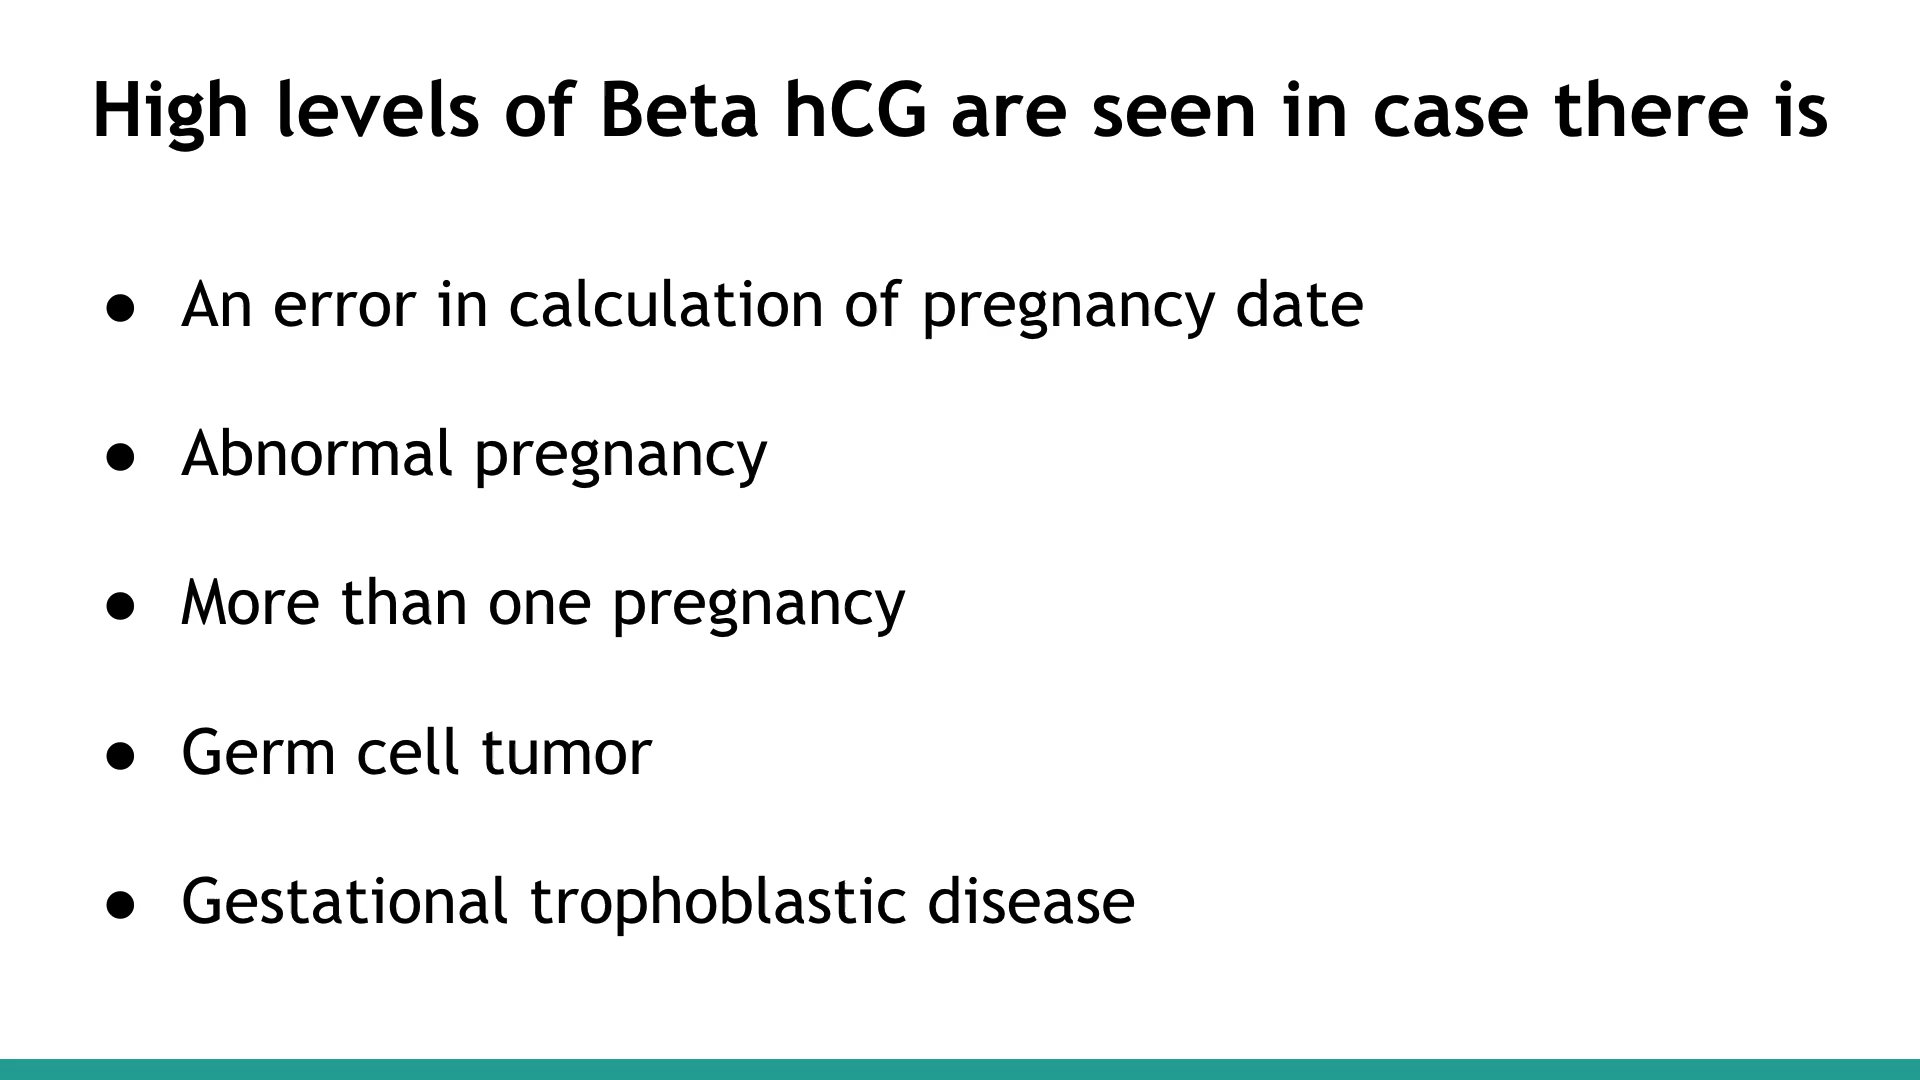 High levels of Beta hCG are seen in case there is
● An error in calculation of pregnancy date
● Abnormal pregnancy
● More than one pregnancy
● Germ cell tumor
● Gestational trophoblastic disease